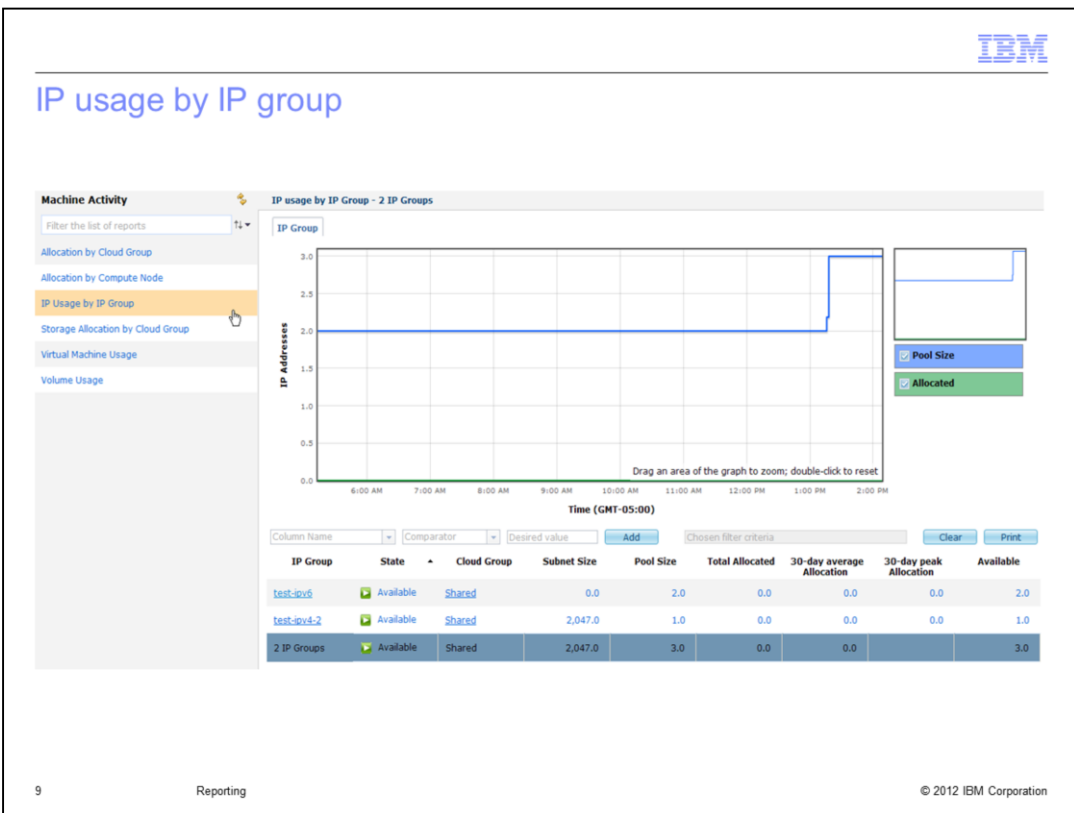 IBM
IP usage by IP group
Machine Activity
Filter the list of reports
Allocation by Cloud Group
Allocation by Compute Node
IP Usage by IP Group
Storage Allocation by Cloud Group
Virtual Machine Usage
Volume Usage
IP usage by IP Group - 2 IP Groups
IP Group
3.0
2.5
2.0
1.5
1.0
0.5
0.0
IP Addresses
Drag an area of the graph to zoom; double-click to reset
6:00 AM 7:00 AM 8:00 AM 9:00 AM 10:00 AM 11:00 AM 12:00 PM 1:00 PM 2:00 PM
Time (GMT-05:00)
Pool Size
Allocated
Column Name Comparator Desired value Add Chosen filter criteria Clear Print
IP Group State Cloud Group Subnet Size Pool Size Total Allocated 30-day average Allocation 30-day peak Allocation Available
test-ipv6 Available Shared 0.0 2.0 0.0 0.0 0.0 2.0
test-ipv4-2 Available Shared 2,047.0 1.0 0.0 0.0 0.0 1.0
2 IP Groups Available Shared 2,047.0 3.0 0.0 0.0 3.0
9 Reporting © 2012 IBM Corporation